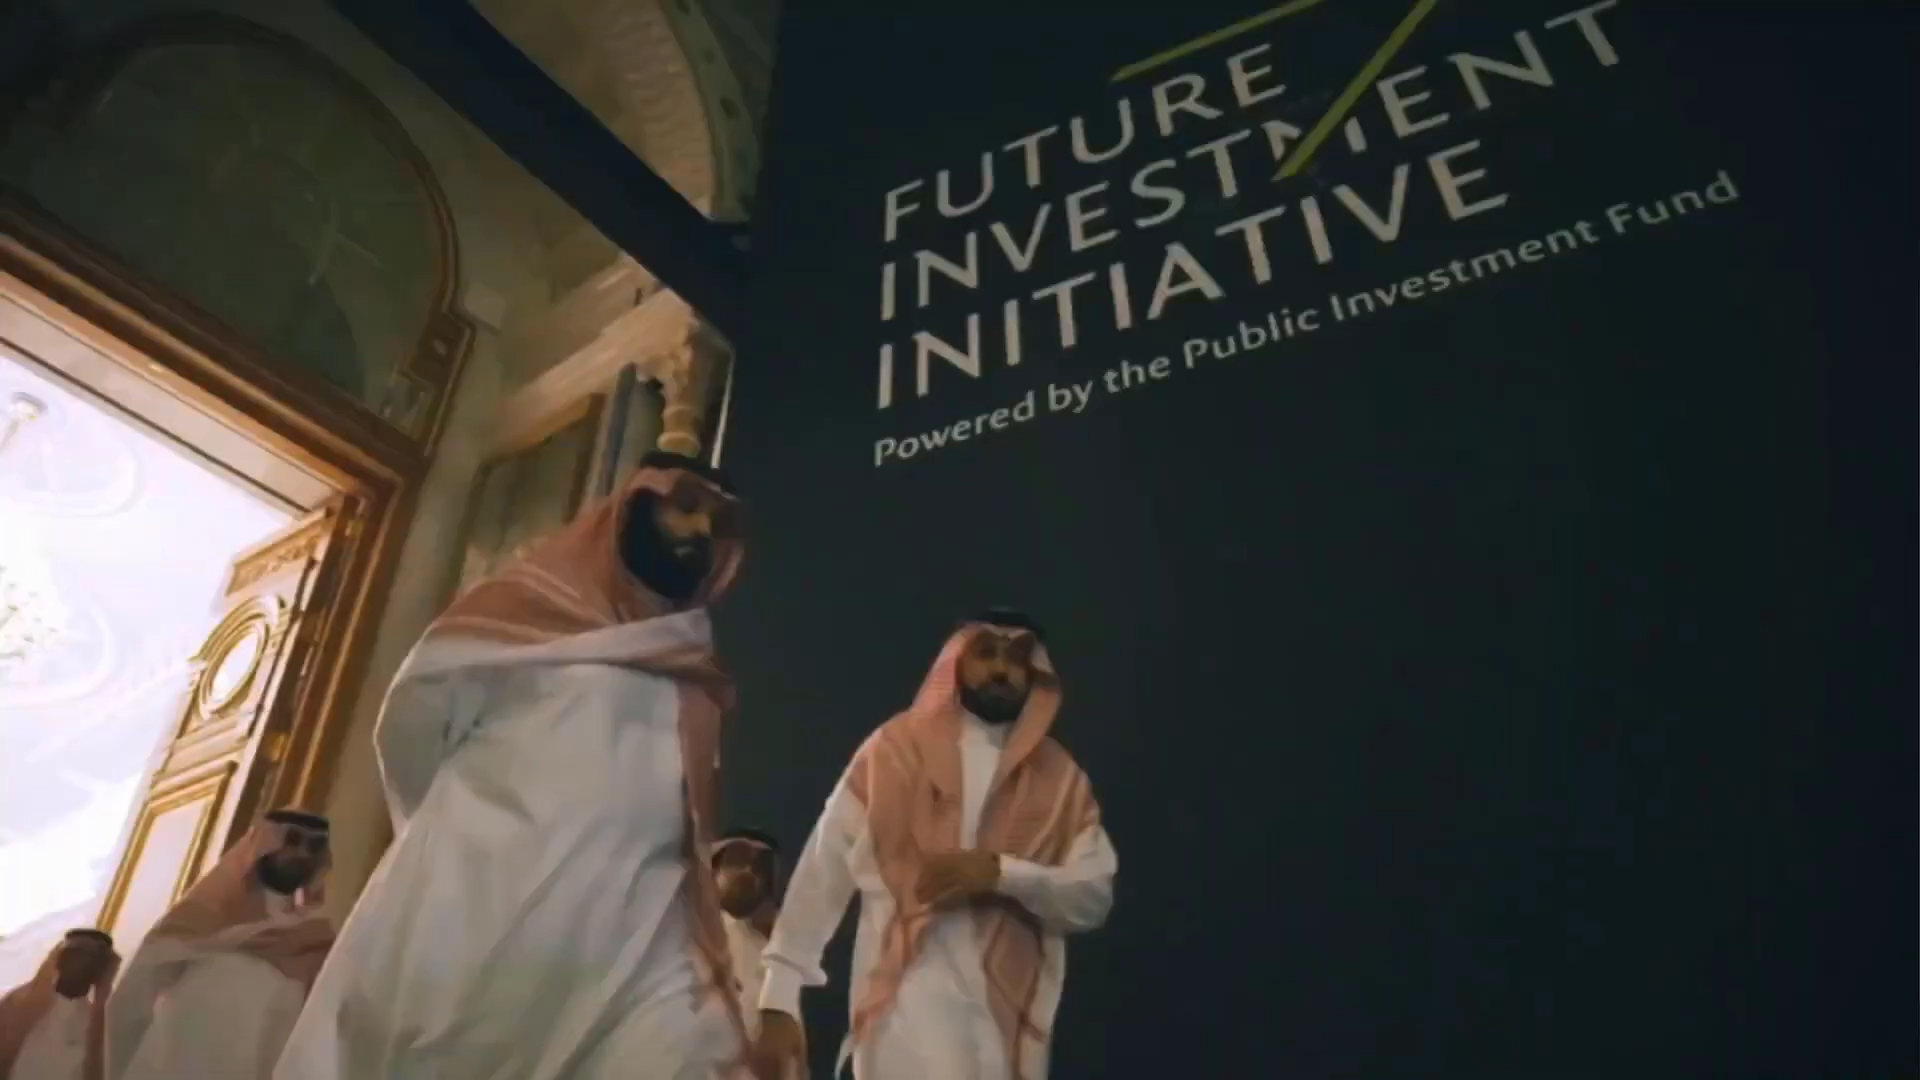 FUTURE
INVESTMENT
INITIATIVE
Powered by the Public Investment Fund